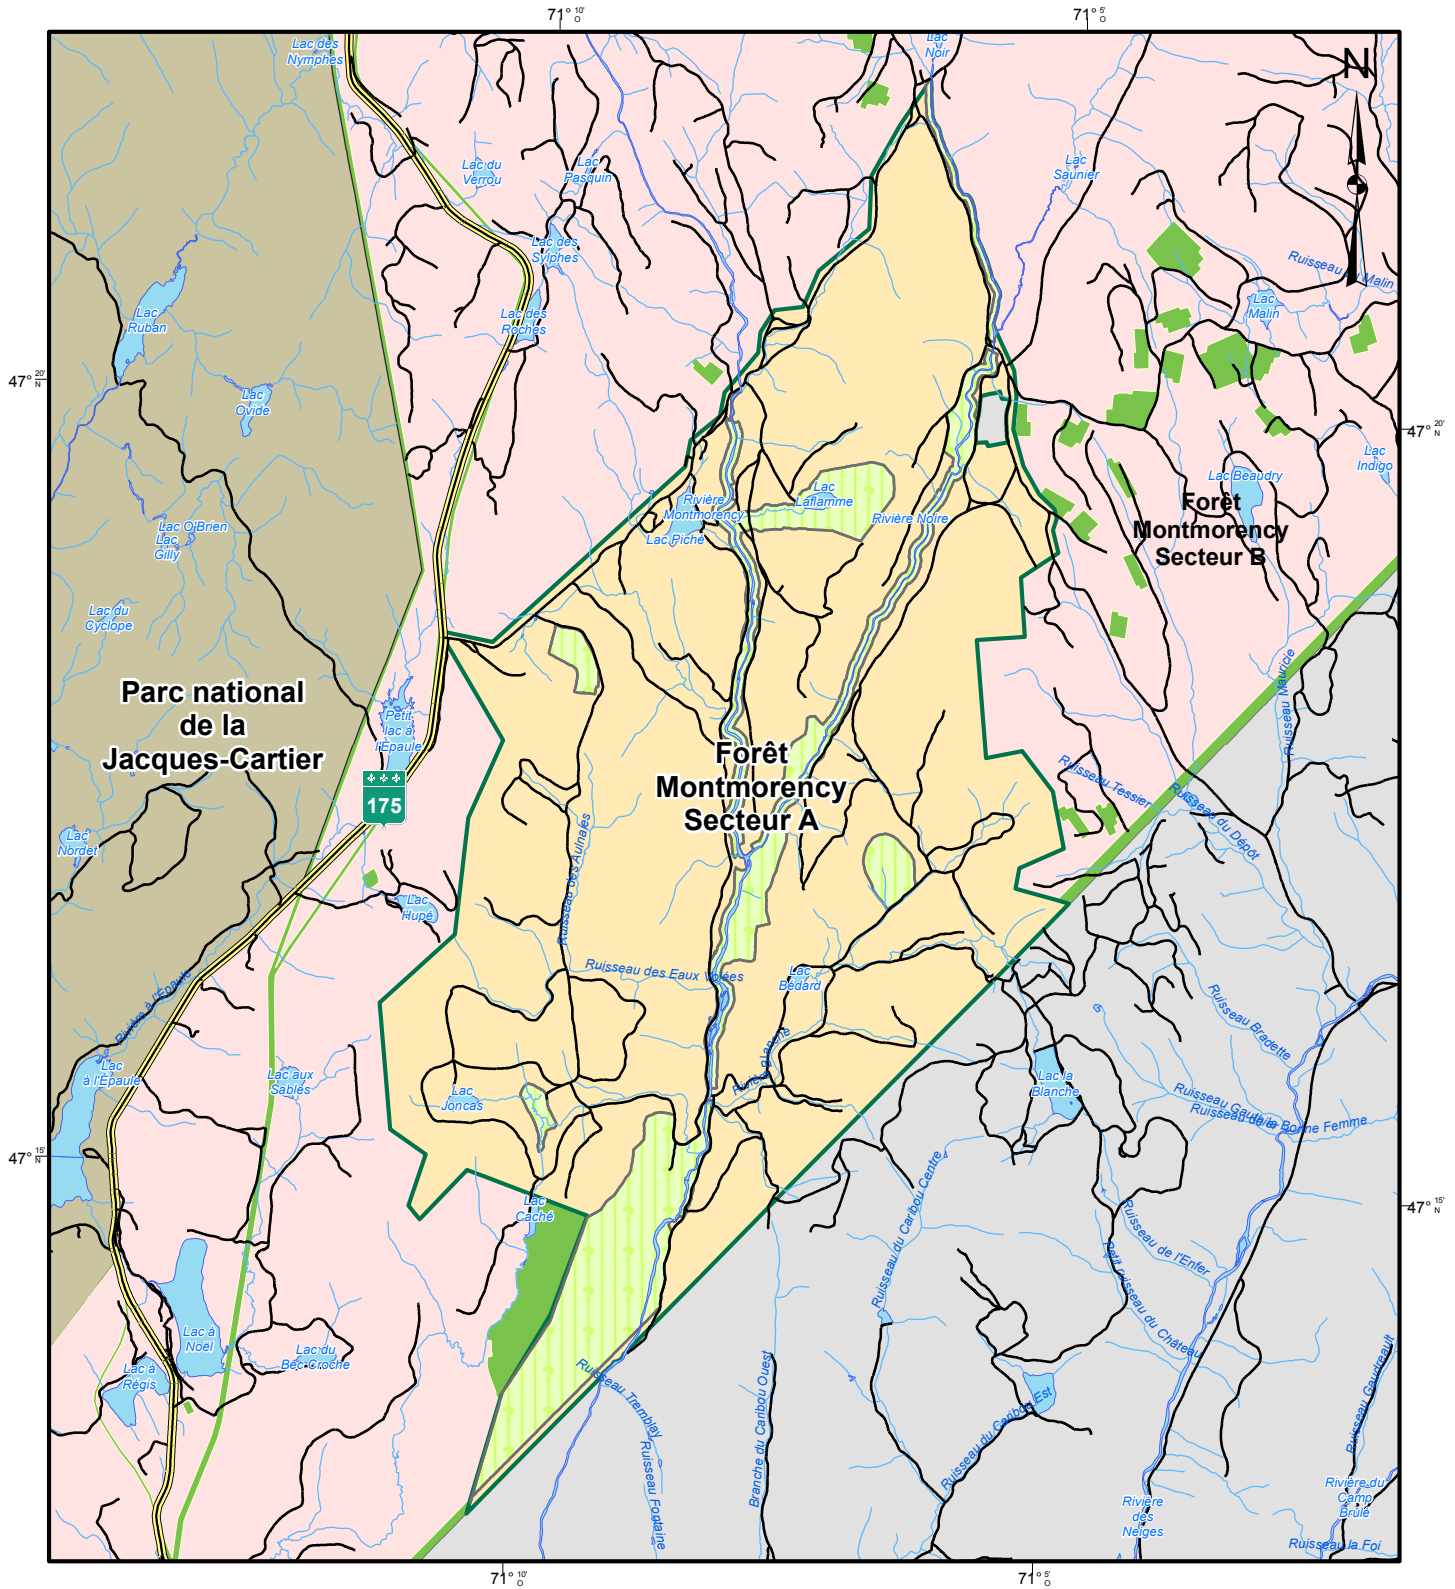 71° 10' O
71° 5' O
Lac des
Nymphes
Lac
Noir
N
Lac du
Verrou
Lac
Pasquin
Lac
Saunier
Lac des
Sylphes
Ruisseau du Malin
Lac
Ruban
Lac des
Roches
Lac
Malin
47° 20' N
Lac
Ovide
47° 20' N
Lac
Indigo
Lac Beaudry
Lac
Laflamme
Rivière
Montmorency
Rivière Noire
Forêt
Montmorency
Secteur B
Lac O'Brien
Lac
Gilly
Lac Piché
Lac du
Cyclope
Ruisseau Mauricie
Parc national
de la
Jacques-Cartier
Petit
lac à
l'Épaule
Forêt
Montmorency
Secteur A
175
Ruisseau Tessier
Ruisseau du Dépôt
Lac
Nordet
Ruisseau des Aulnaies
Lac
Hupé
Ruisseau des Eaux Volées
Lac
Bédard
Rivière à l'Épaule
Ruisseau Bradette
Rivière Blanche
Lac
à l'Épaule
Lac aux
Sables
Lac
Joncas
Lac la
Blanche
Ruisseau de la Bonne Femme
47° 15' N
Lac
Caché
Ruisseau du Caribou Centre
Ruisseau de l'Enfer
Petit ruisseau du Château
47° 15' N
Lac à
Noël
Lac du
Bec-Croche
Lac à
Régis
Ruisseau Tremblay
Ruisseau Fontaine
Branche du Caribou Ouest
Ruisseau du Caribou Est
Ruisseau Gaudreault
Rivière
des
Neiges
Rivière du
Camp
Brûlé
Ruisseau la Foi
71° 10' O
71° 5' O